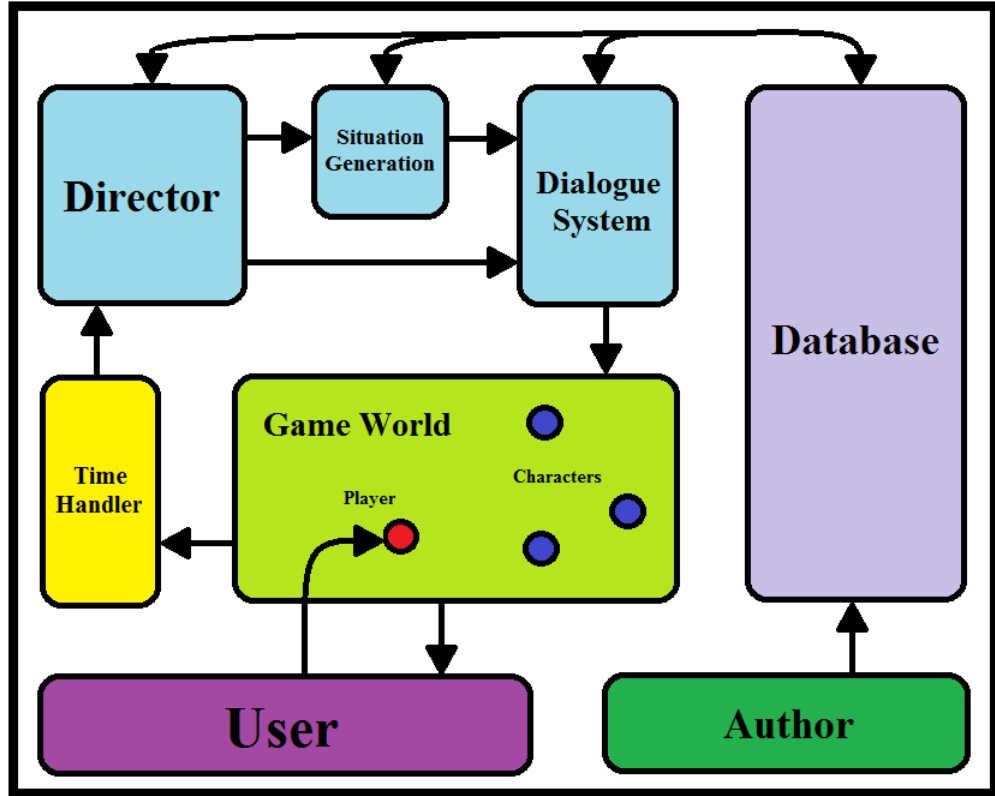 Director
Situation
Generation
Dialogue
System
Database
Time
Handler
Game World
Player
Characters
User
Author